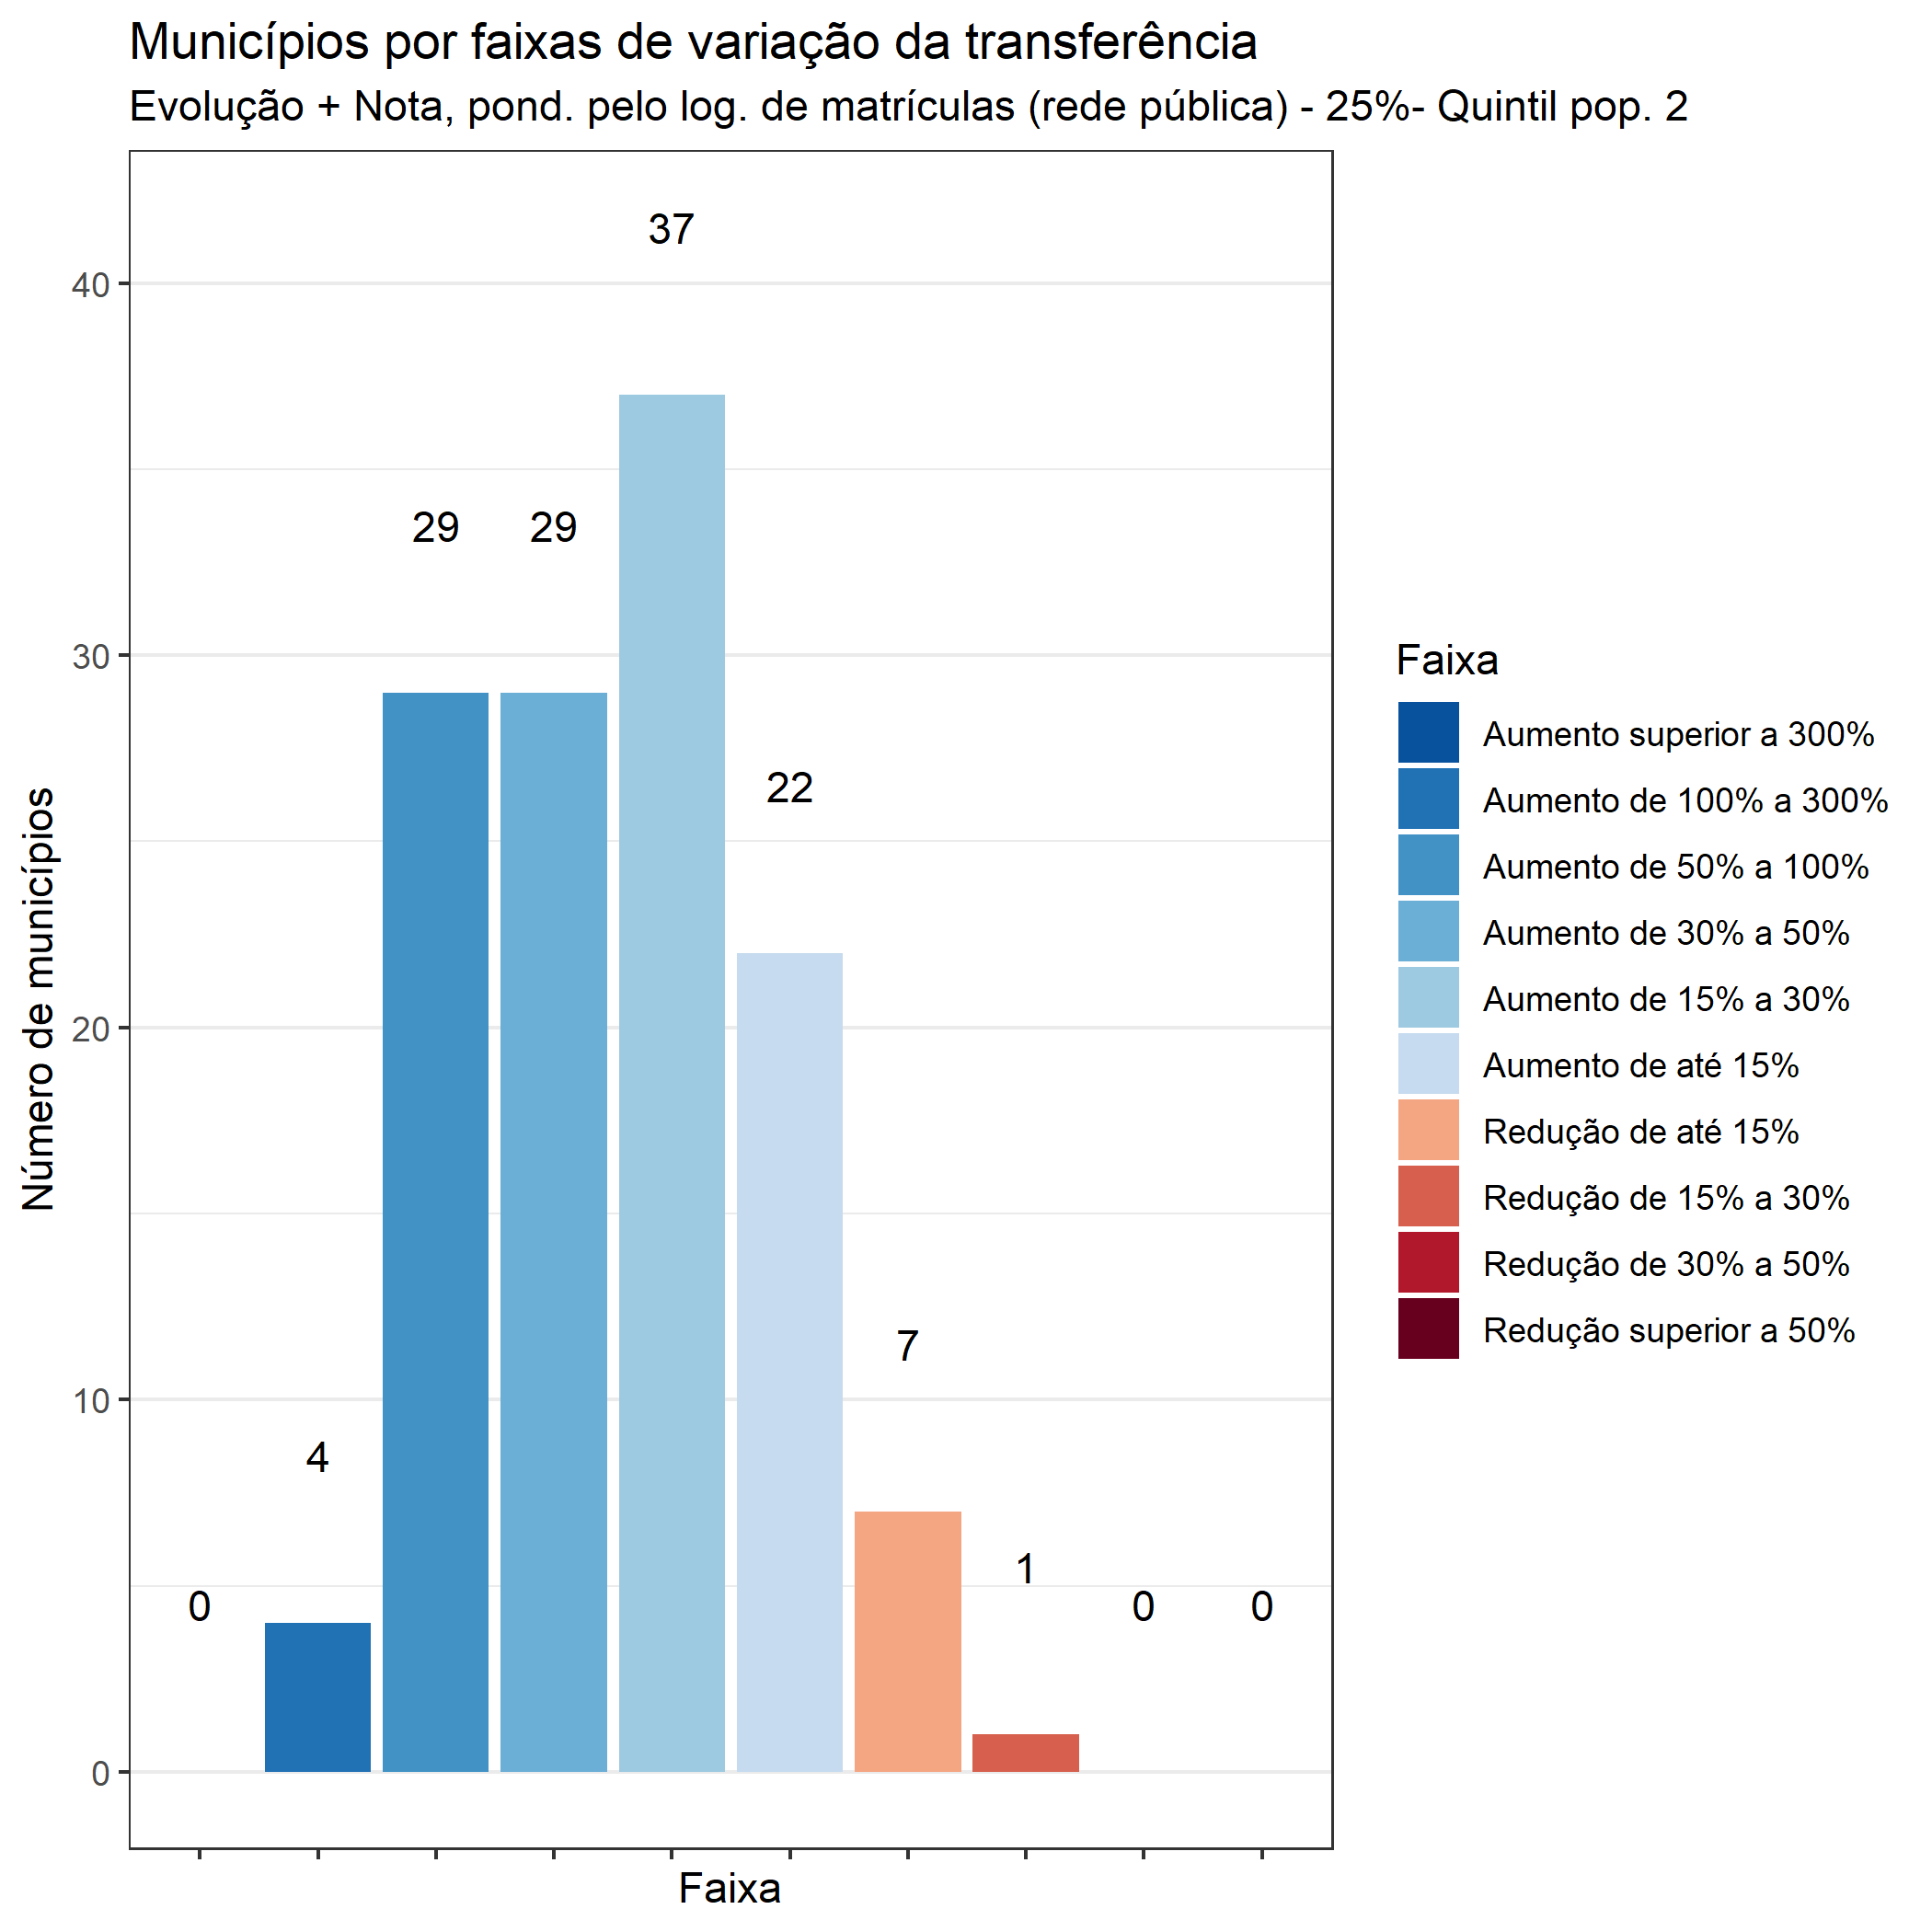 Municípios por faixas de variação da transferência
Evolução + Nota, pond. pelo log. de matrículas (rede pública) - 25%- Quintil pop. 2
Número de municípios
40
30
20
10
0
0
4
29
29
37
22
7
1
0
0
Faixa
Faixa
Aumento superior a 300%
Aumento de 100% a 300%
Aumento de 50% a 100%
Aumento de 30% a 50%
Aumento de 15% a 30%
Aumento de até 15%
Redução de até 15%
Redução de 15% a 30%
Redução de 30% a 50%
Redução superior a 50%